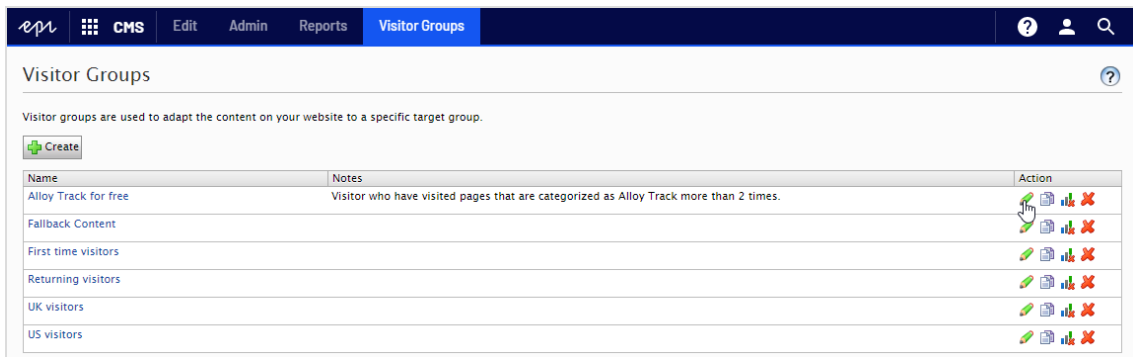 epi CMS Edit Admin Reports Visitor Groups ?
Visitor Groups ?
Visitor groups are used to adapt the content on your website to a specific target group.
Create
Name Notes Action
Alloy Track for free Visitor who have visited pages that are categorized as Alloy Track more than 2 times.
Fallback Content
First time visitors
Returning visitors
UK visitors
US visitors